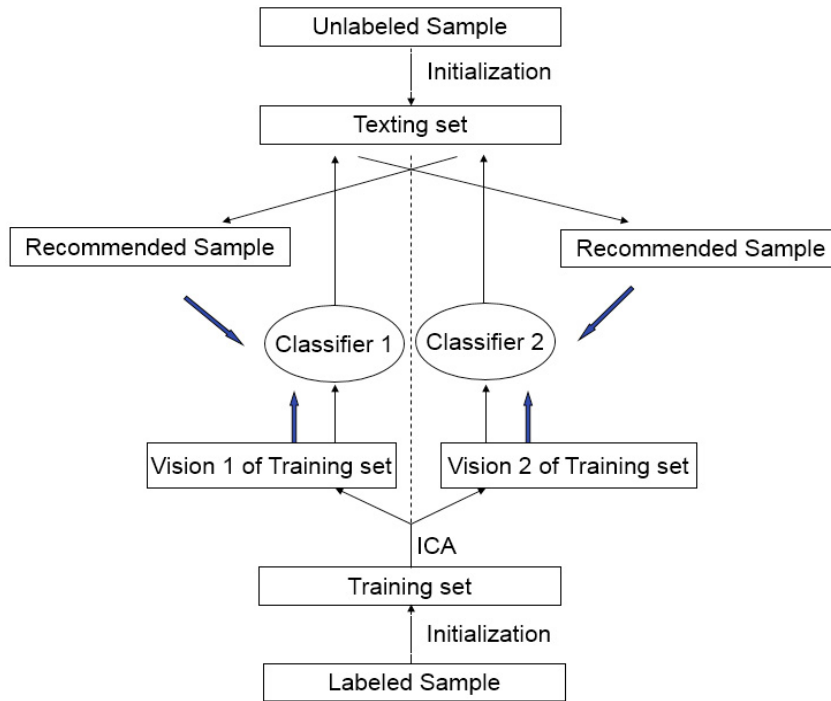 Unlabeled Sample
Initialization
Texting set
Recommended Sample
Recommended Sample
Classifier 1
Classifier 2
Vision 1 of Training set
Vision 2 of Training set
ICA
Training set
Initialization
Labeled Sample